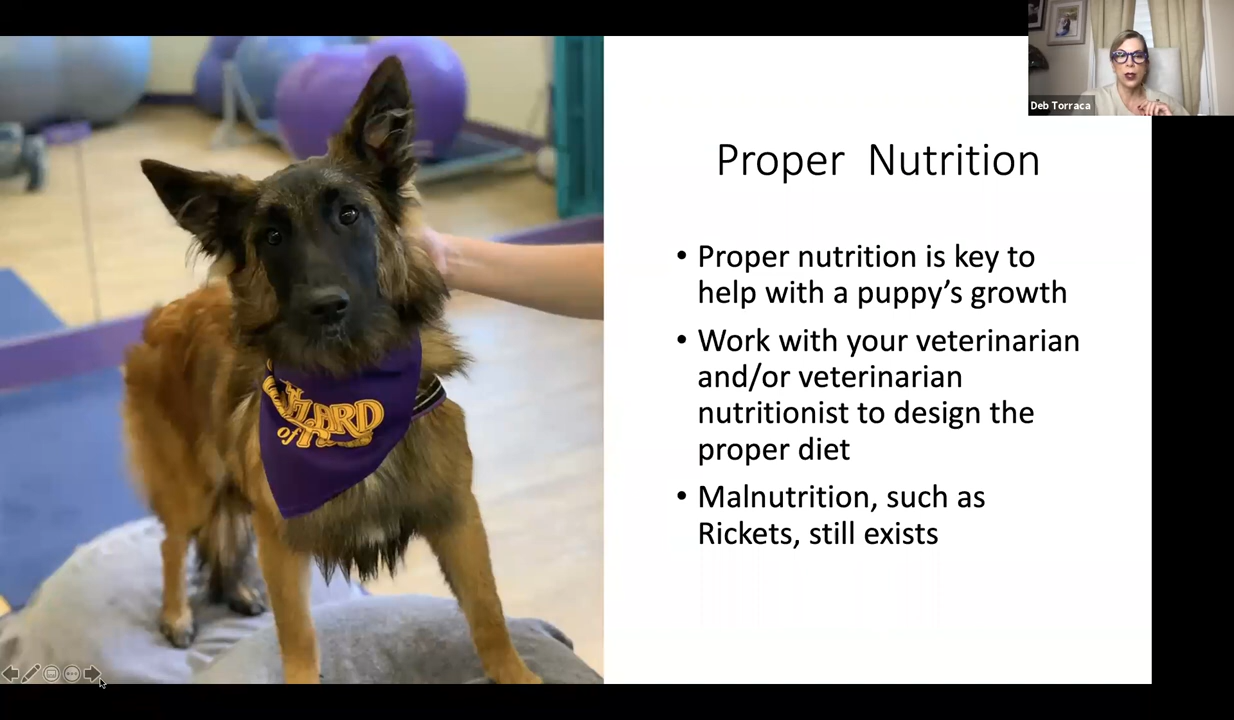 Deb Torraca
Proper Nutrition
• Proper nutrition is key to
help with a puppy’s growth
• Work with your veterinarian
and/or veterinarian
nutritionist to design the
proper diet
• Malnutrition, such as
Rickets, still exists
of